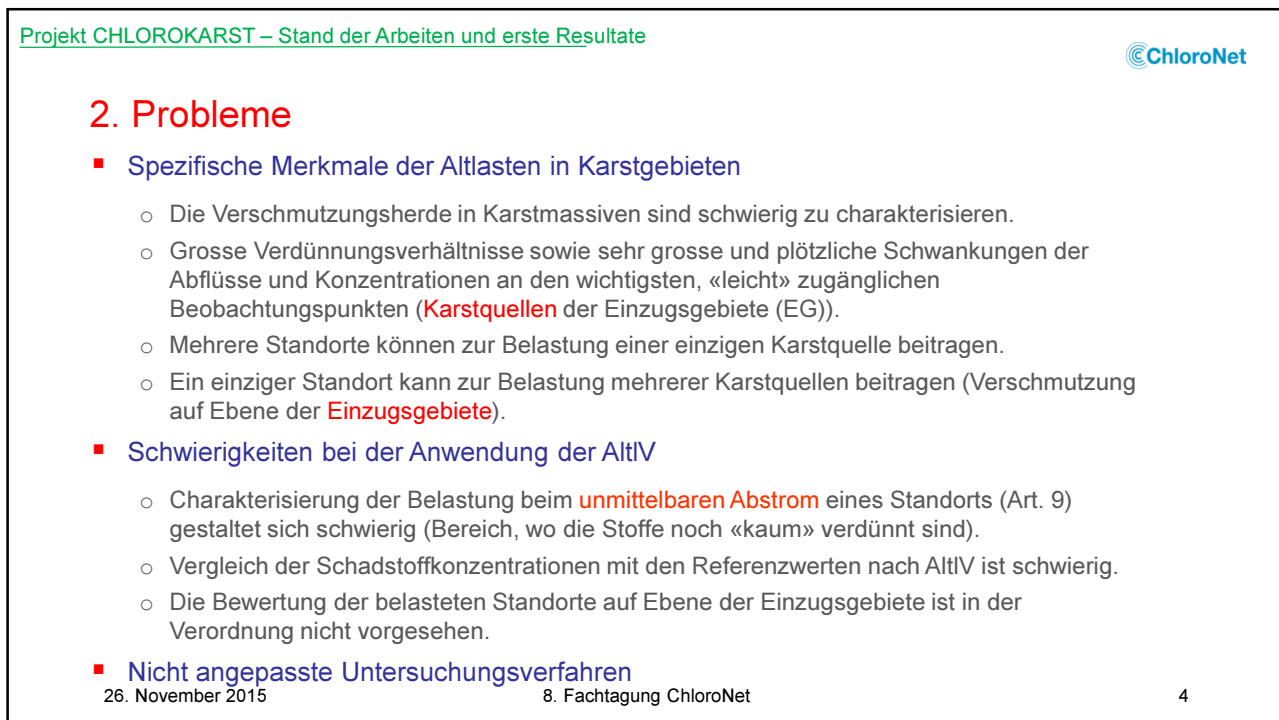 Projekt CHLOROKARST – Stand der Arbeiten und erste Resultate
ChloroNet
2. Probleme
▪ Spezifische Merkmale der Altlasten in Karstgebieten
o Die Verschmutzungsherde in Karstmassiven sind schwierig zu charakterisieren.
o Grosse Verdünnungsverhältnisse sowie sehr grosse und plötzliche Schwankungen der
Abflüsse und Konzentrationen an den wichtigsten, «leicht» zugänglichen
Beobachtungspunkten (Karstquellen der Einzugsgebiete (EG)).
o Mehrere Standorte können zur Belastung einer einzigen Karstquelle beitragen.
o Ein einziger Standort kann zur Belastung mehrerer Karstquellen beitragen (Verschmutzung
auf Ebene der Einzugsgebiete).
▪ Schwierigkeiten bei der Anwendung der AltlV
o Charakterisierung der Belastung beim unmittelbaren Abstrom eines Standorts (Art. 9)
gestaltet sich schwierig (Bereich, wo die Stoffe noch «kaum» verdünnt sind).
o Vergleich der Schadstoffkonzentrationen mit den Referenzwerten nach AltlV ist schwierig.
o Die Bewertung der belasteten Standorte auf Ebene der Einzugsgebiete ist in der
Verordnung nicht vorgesehen.
▪ Nicht angepasste Untersuchungsverfahren
26. November 2015 8. Fachtagung ChloroNet 4